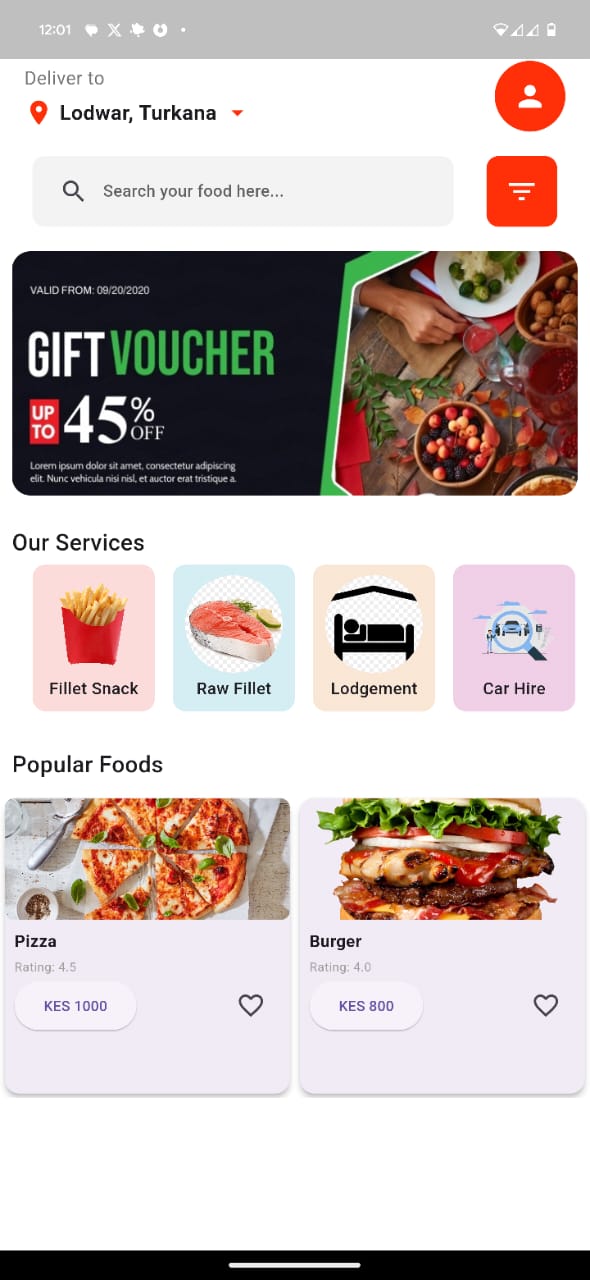 12:01
Deliver to
Lodwar, Turkana
Search your food here...
VALID FROM: 09/20/2020
GIFT VOUCHER
UP TO 45% OFF
Lorem ipsum dolor sit amet, consectetur adipiscing
elit. Nunc vehicula nisi nisl, et auctor erat tristique a.
Our Services
Fillet Snack
Raw Fillet
Lodgement
Car Hire
Popular Foods
Pizza
Burger
Rating: 4.5
Rating: 4.0
KES 1000
KES 800